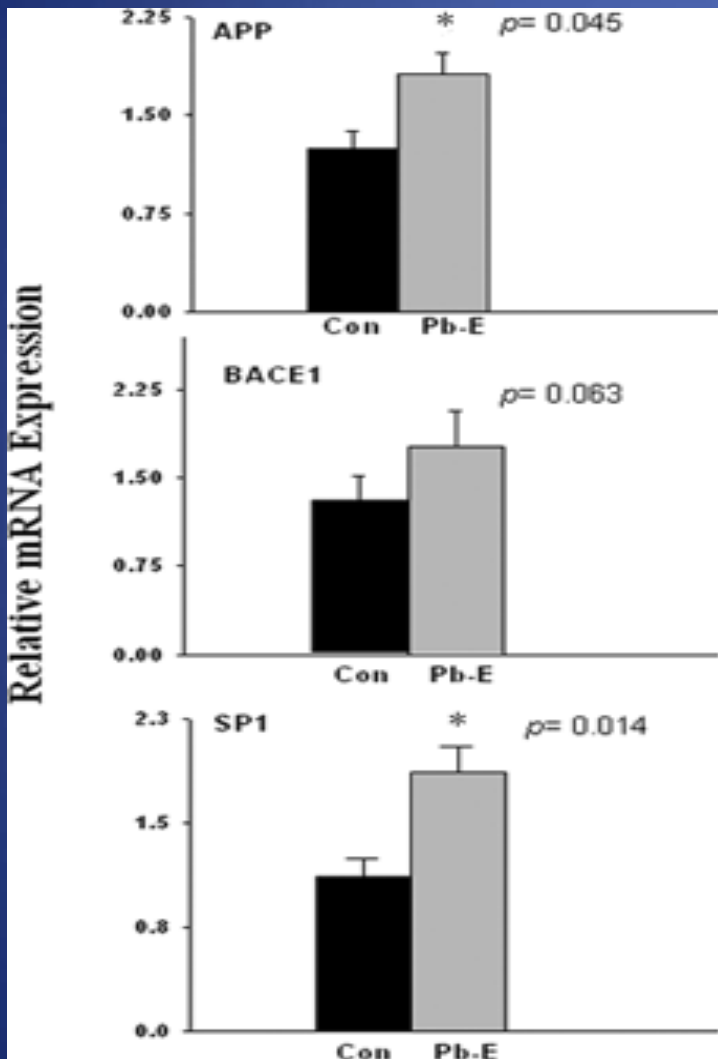 Relative mRNA Expression
APP
*
p= 0.045
2.25
1.50
0.75
0.00
Con Pb-E
BACE1
p= 0.063
2.25
1.50
0.75
0.00
Con Pb-E
SP1
*
p= 0.014
2.3
1.5
0.8
0.0
Con Pb-E